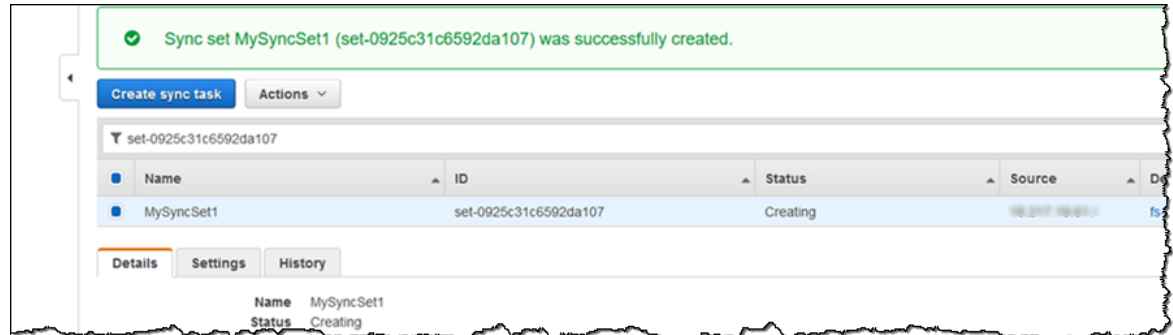 Sync set MySyncSet1 (set-0925c31c6592da107) was successfully created.
Create sync task Actions
set-0925c31c6592da107
Name ID Status Source
MySyncSet1 set-0925c31c6592da107 Creating
Details Settings History
Name MySyncSet1
Status Creating